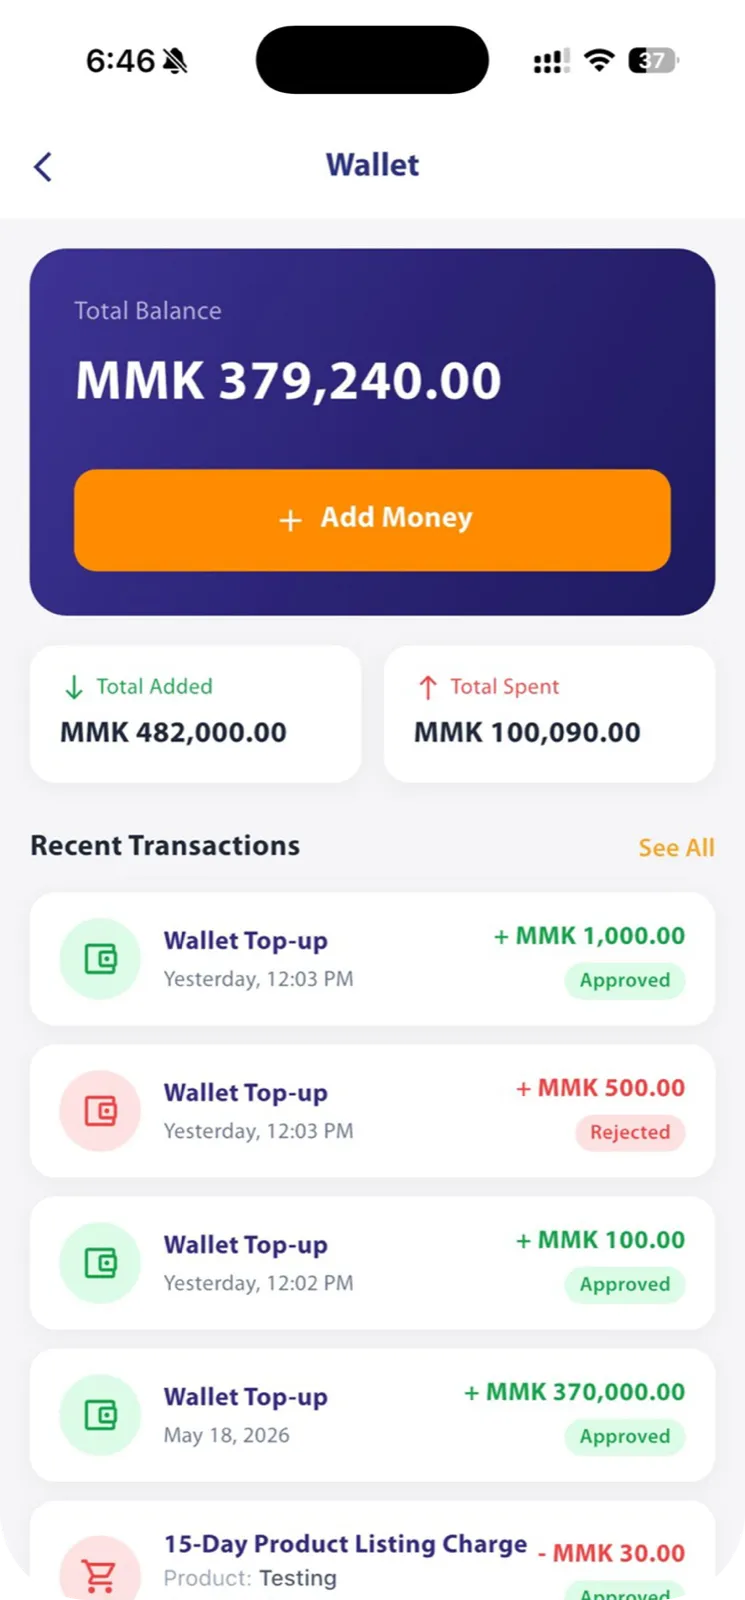 6:46
37
Wallet
Total Balance
MMK 379,240.00
+ Add Money
↓ Total Added
MMK 482,000.00
↑ Total Spent
MMK 100,090.00
Recent Transactions
See All
Wallet Top-up
+ MMK 1,000.00
Yesterday, 12:03 PM
Approved
Wallet Top-up
+ MMK 500.00
Yesterday, 12:03 PM
Rejected
Wallet Top-up
+ MMK 100.00
Yesterday, 12:02 PM
Approved
Wallet Top-up
+ MMK 370,000.00
May 18, 2026
Approved
15-Day Product Listing Charge
- MMK 30.00
Product: Testing
Approved